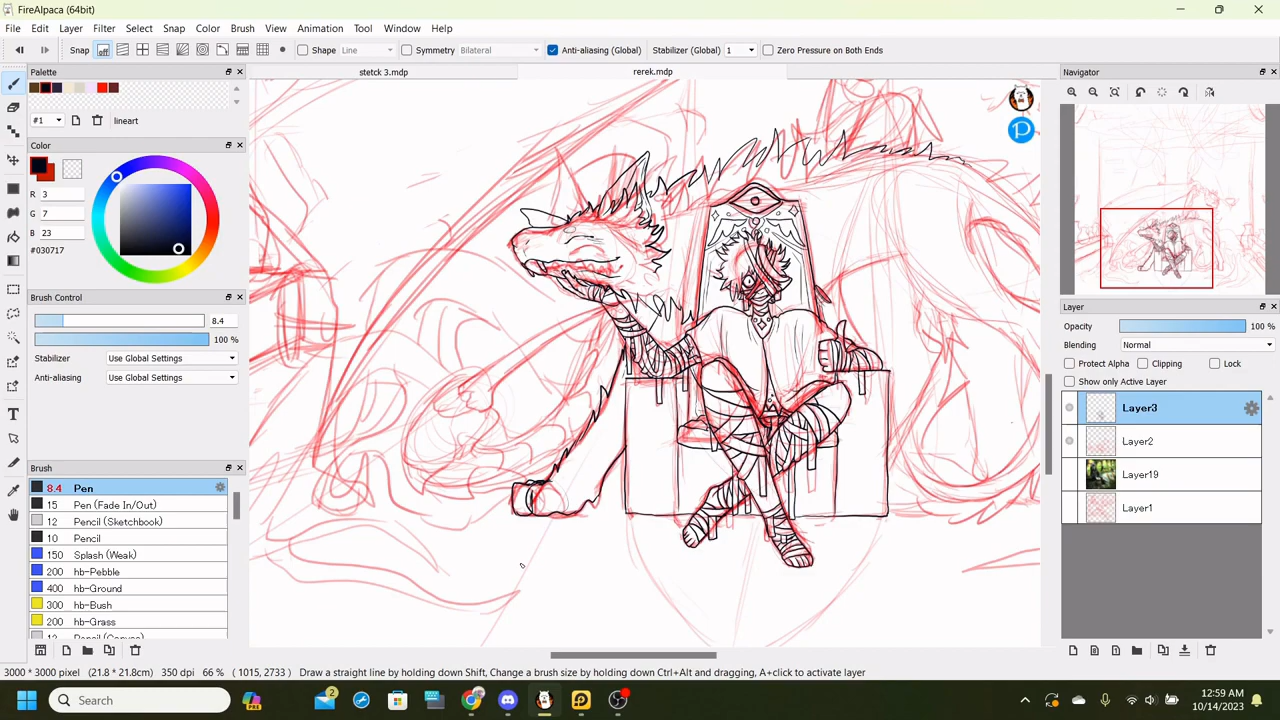 FireAlpaca (64bit)
File Edit Layer Filter Select Snap Color Brush View Animation Tool Window Help
Snap off Shape Line Symmetry Bilateral Anti-aliasing (Global) Stabilizer (Global) 1 Zero Pressure on Both Ends
Palette
stetck 3.mdp
rerek.mdp
Navigator
#1 lineart
Color
R 3
G 7
B 23
#030717
Brush Control
8.4
100 %
Stabilizer Use Global Settings
Anti-aliasing Use Global Settings
Layer
Opacity 100 %
Blending Normal
Protect Alpha Clipping Lock
Show only Active Layer
Layer3
Layer2
Layer19
Layer1
Brush
8.4 Pen
15 Pen (Fade In/Out)
12 Pencil (Sketchbook)
10 Pencil
150 Splash (Weak)
200 hb-Pebble
400 hb-Ground
300 hb-Bush
200 hb-Grass
12 Pencil (Canvas)
3000 * 3000 pixel (21.8 * 21.8cm) 350 dpi 66 % ( 1015, 2733 ) Draw a straight line by holding down Shift, Change a brush size by holding down Ctrl+Alt and dragging, A+click to activate layer
Search
PRE
2
12:59 AM
10/14/2023